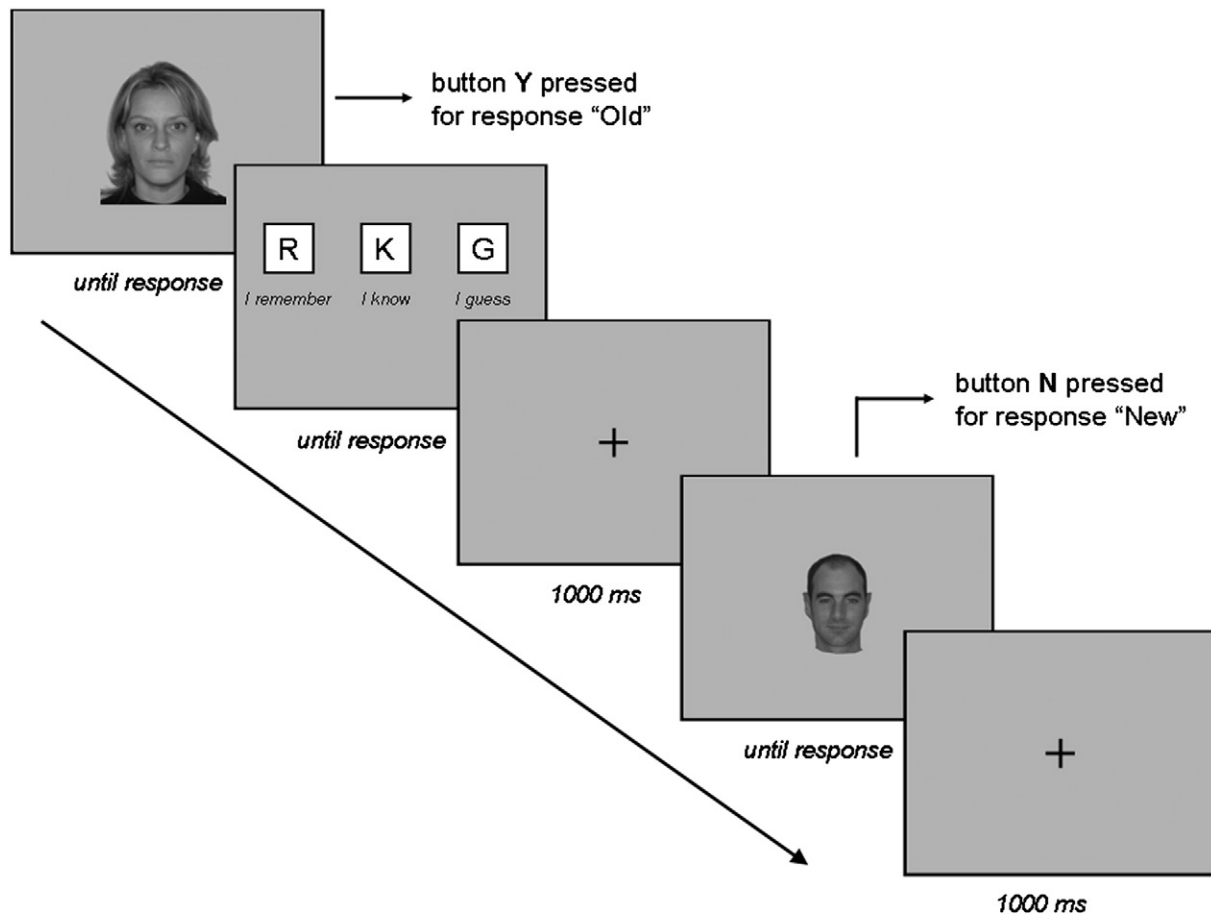 button Y pressed
for response “Old”
until response
R K G
I remember I know I guess
until response
button N pressed
for response “New”
1000 ms
until response
1000 ms